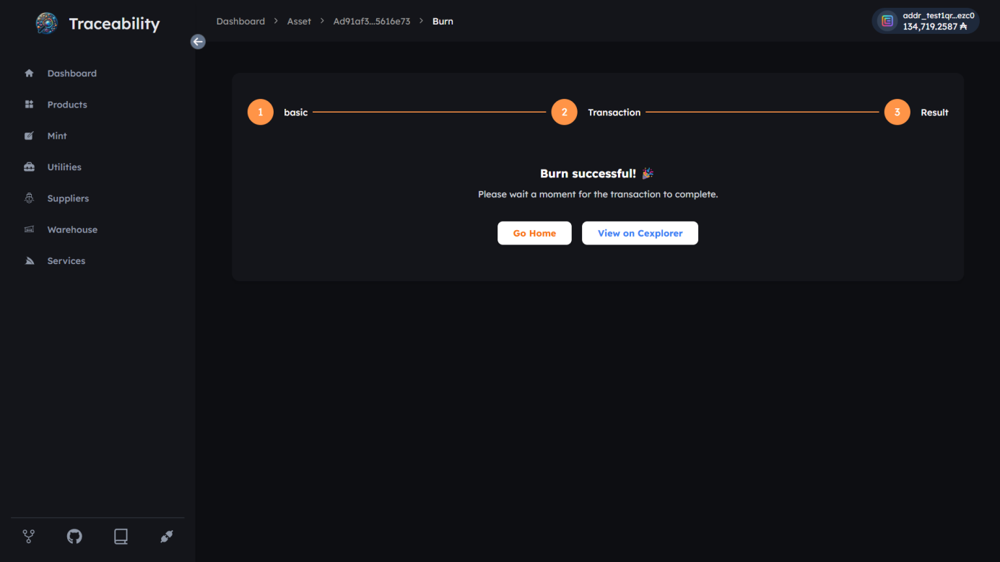 Traceability
Dashboard > Asset > Ad91af3...5616e73 > Burn
addr_test1qr...ezc0
134,719.2587 ₳
Dashboard
Products
Mint
Utilities
Suppliers
Warehouse
Services
1 basic 2 Transaction 3 Result
Burn successful! 🎉
Please wait a moment for the transaction to complete.
Go Home View on Cexplorer